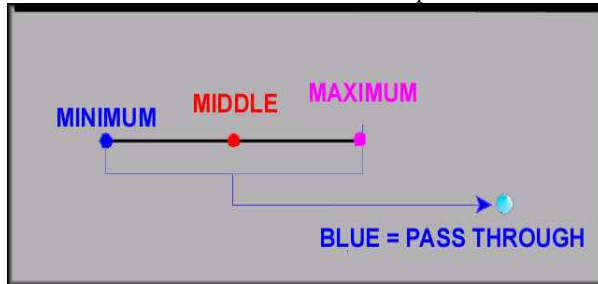 MAXIMUM
MIDDLE
MINIMUM
BLUE = PASS THROUGH